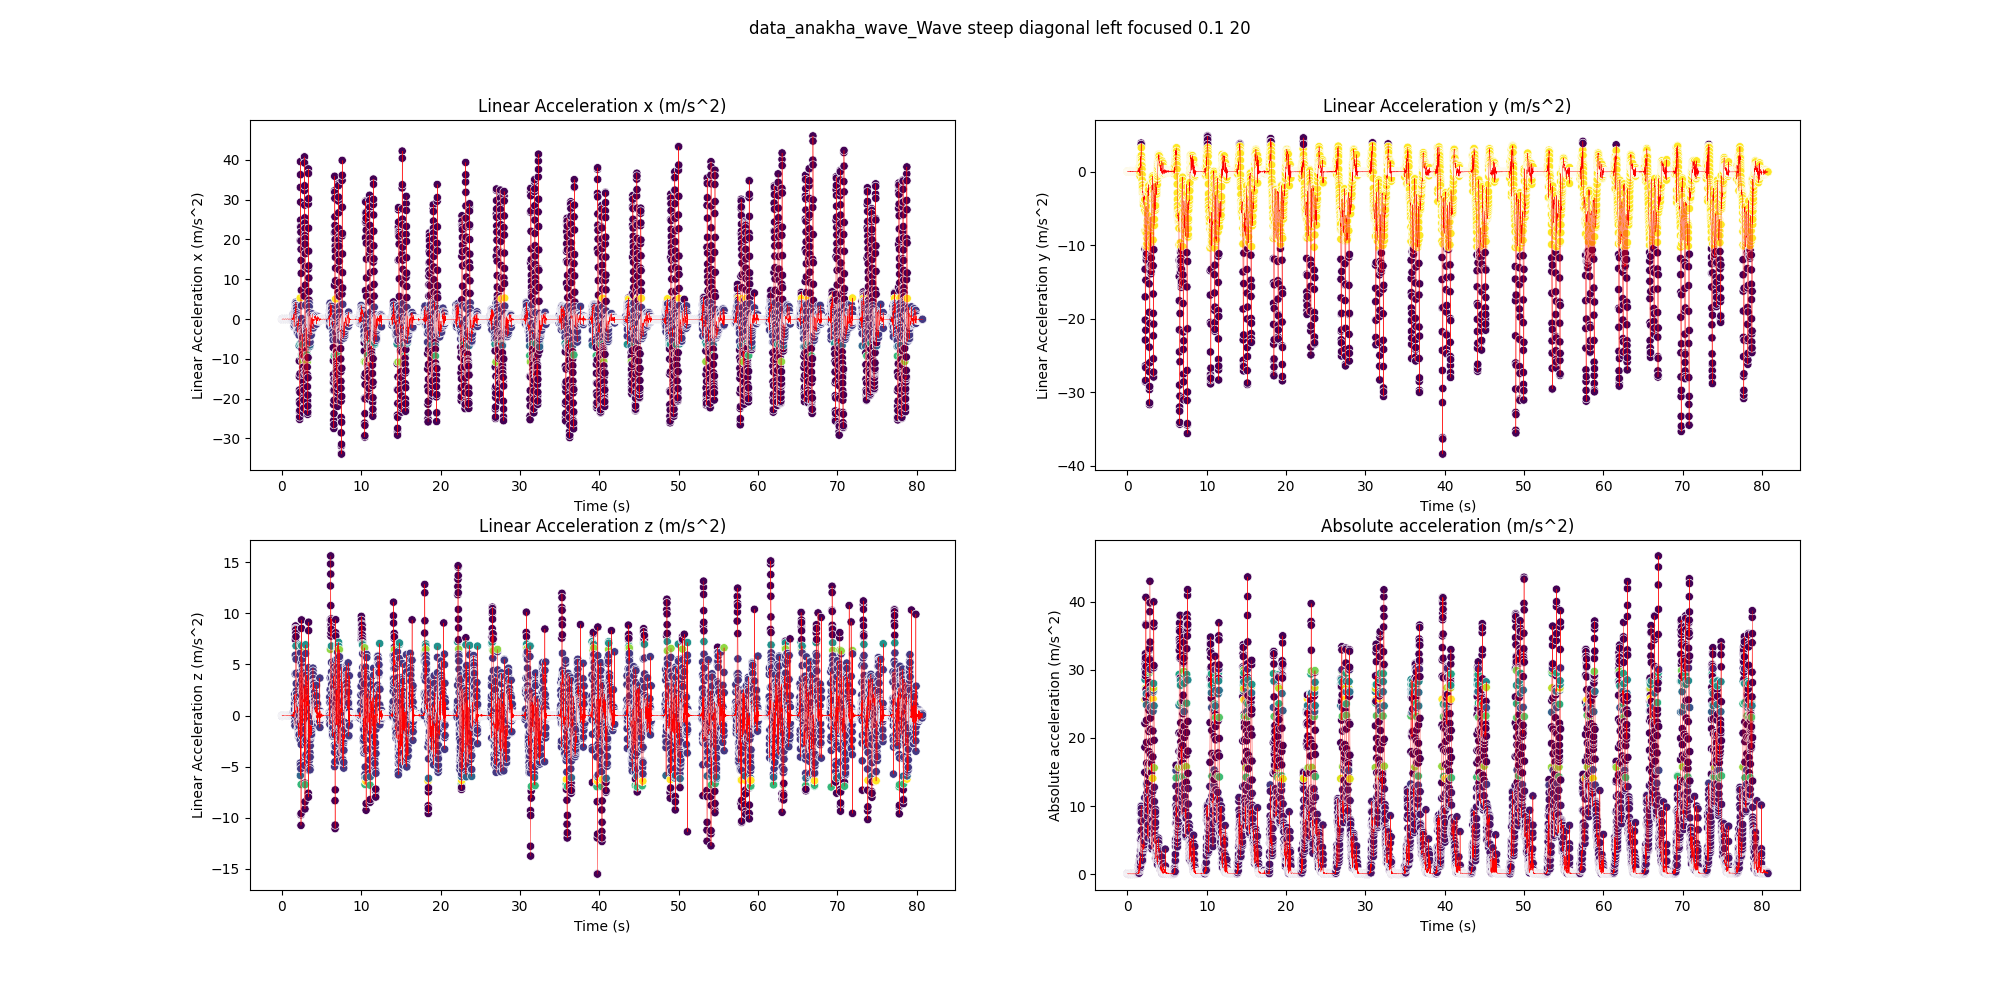 data_anakha_wave_Wave steep diagonal left focused 0.1 20
Linear Acceleration x (m/s^2)
Linear Acceleration x (m/s^2)
40
30
20
10
0
−10
−20
−30
0 10 20 30 40 50 60 70 80
Time (s)
Linear Acceleration y (m/s^2)
Linear Acceleration y (m/s^2)
0
−10
−20
−30
−40
0 10 20 30 40 50 60 70 80
Time (s)
Linear Acceleration z (m/s^2)
Linear Acceleration z (m/s^2)
15
10
5
0
−5
−10
−15
0 10 20 30 40 50 60 70 80
Time (s)
Absolute acceleration (m/s^2)
Absolute acceleration (m/s^2)
40
30
20
10
0
0 10 20 30 40 50 60 70 80
Time (s)